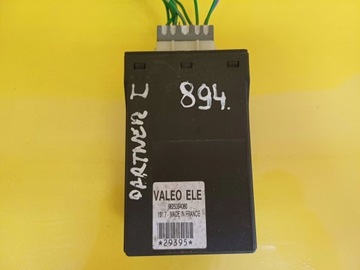 PARTNER I
894.
VALEO ELE
MADE IN FRANCE
*29395*